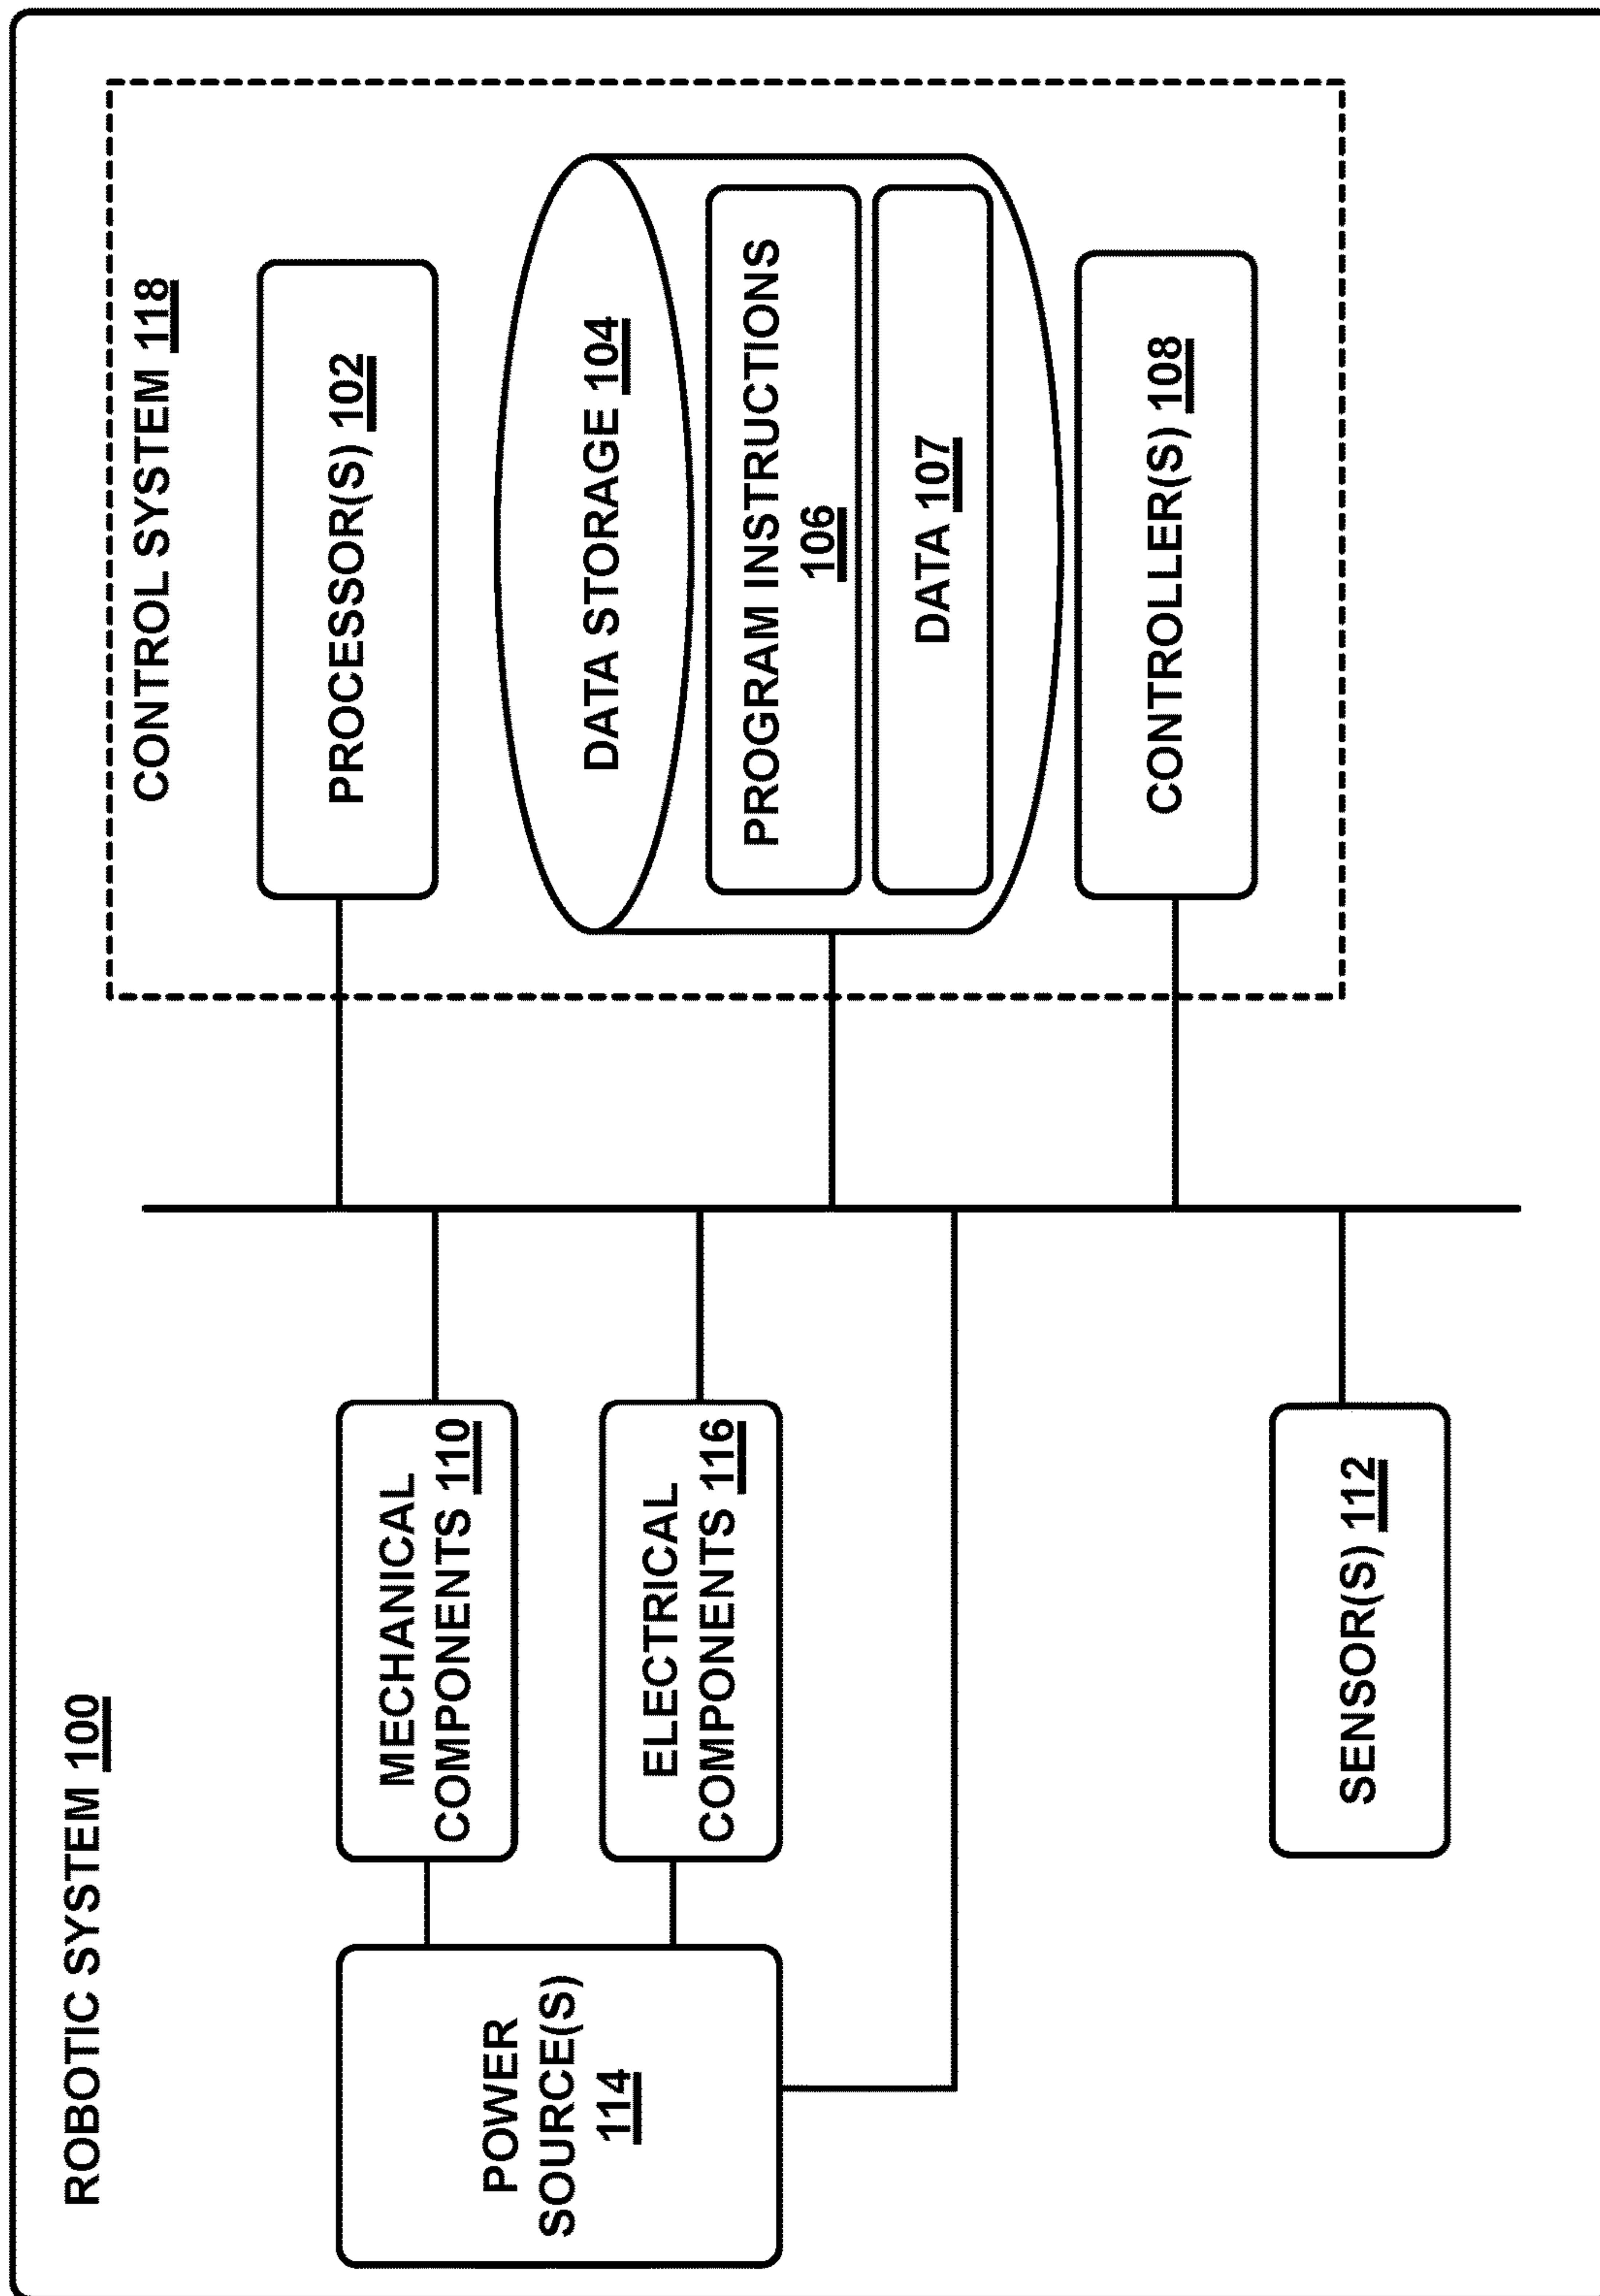 ROBOTIC SYSTEM 100
CONTROL SYSTEM 118
POWER
SOURCE(S)
114
MECHANICAL
COMPONENTS 110
ELECTRICAL
COMPONENTS 116
SENSOR(S) 112
PROCESSOR(S) 102
DATA STORAGE 104
PROGRAM INSTRUCTIONS
106
DATA 107
CONTROLLER(S) 108